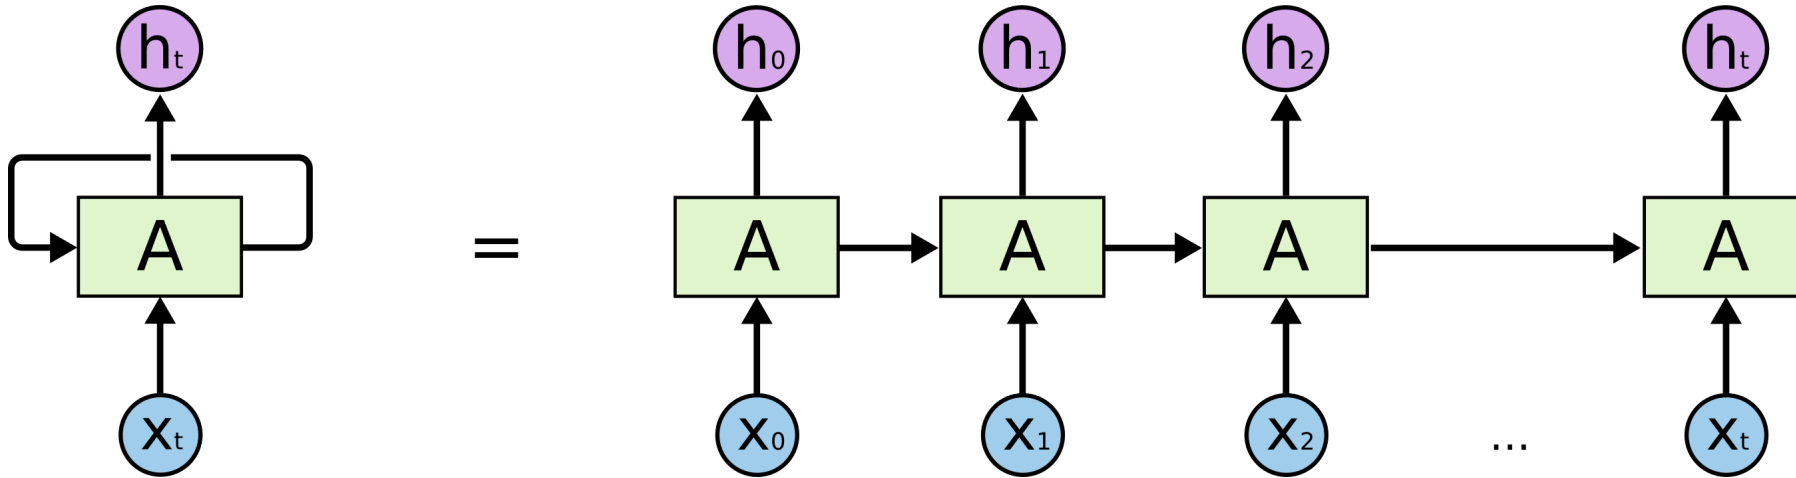 hₜ h₀ h₁ h₂ hₜ
A = A A A A
xₜ x₀ x₁ x₂ ... xₜ